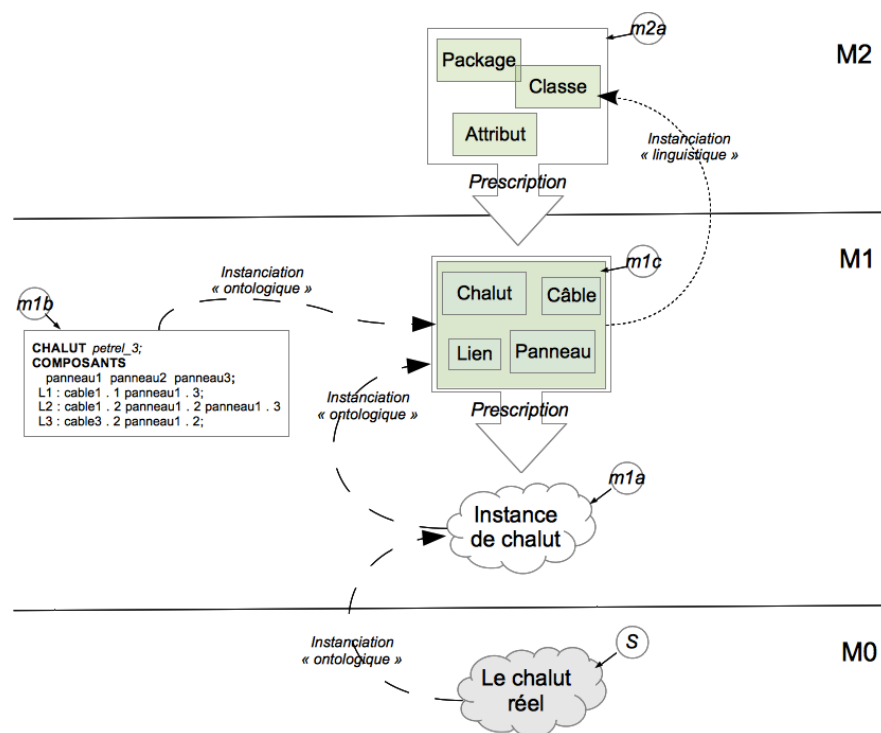 m2a
M2
Package
Classe
Attribut
Instanciation
« linguistique »
Prescription
M1
m1c
Instanciation
« ontologique »
m1b
Chalut
Câble
Lien
Panneau
CHALUT petrel_3;
COMPOSANTS
panneau1 panneau2 panneau3;
L1 : cable1 . 1 panneau1 . 3;
L2 : cable1 . 2 panneau1 . 2 panneau1 . 3
L3 : cable3 . 2 panneau1 . 2;
Instanciation
« ontologique »
Prescription
m1a
Instance
de chalut
M0
Instanciation
« ontologique »
S
Le chalut
réel